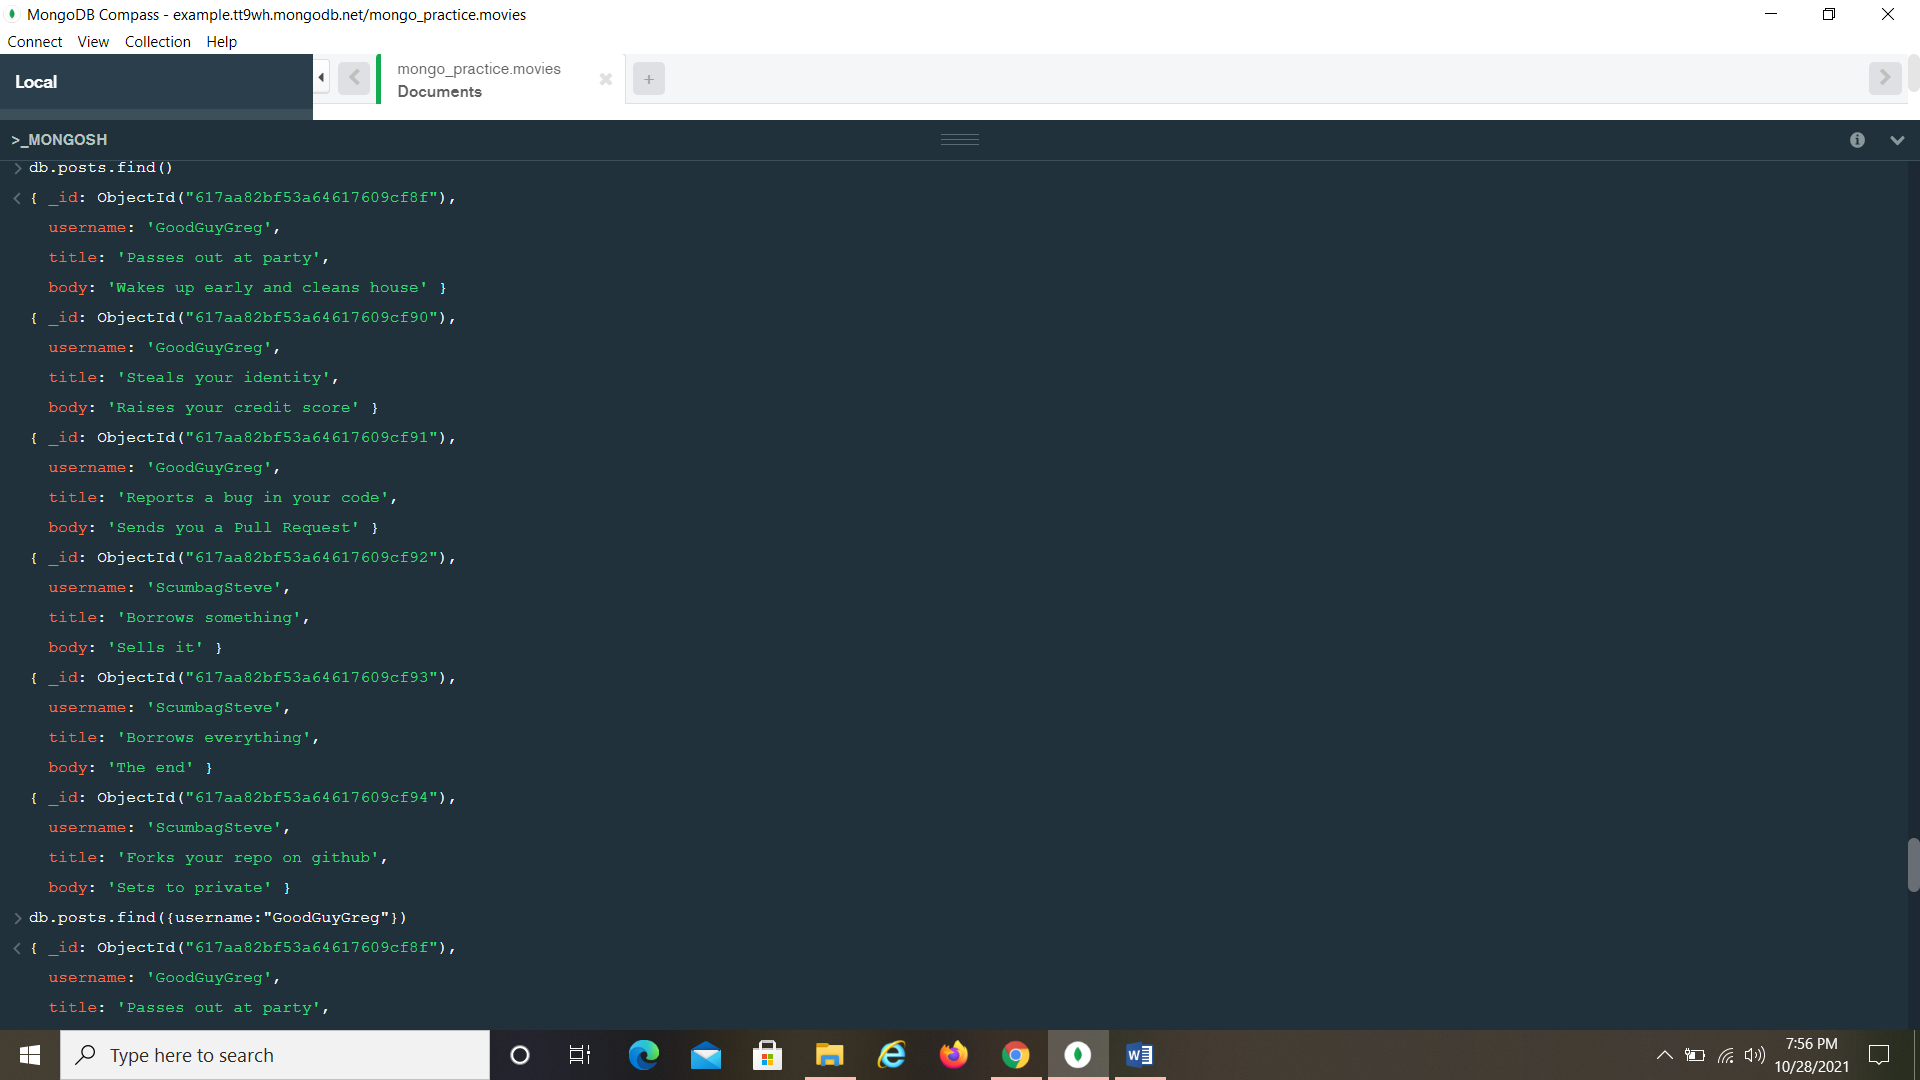 MongoDB Compass - example.tt9wh.mongodb.net/mongo_practice.movies
Connect View Collection Help
Local
mongo_practice.movies
Documents
>_MONGOSH
db.posts.find()
{ _id: ObjectId("617aa82bf53a64617609cf8f"),
username: 'GoodGuyGreg',
title: 'Passes out at party',
body: 'Wakes up early and cleans house' }
{ _id: ObjectId("617aa82bf53a64617609cf90"),
username: 'GoodGuyGreg',
title: 'Steals your identity',
body: 'Raises your credit score' }
{ _id: ObjectId("617aa82bf53a64617609cf91"),
username: 'GoodGuyGreg',
title: 'Reports a bug in your code',
body: 'Sends you a Pull Request' }
{ _id: ObjectId("617aa82bf53a64617609cf92"),
username: 'ScumbagSteve',
title: 'Borrows something',
body: 'Sells it' }
{ _id: ObjectId("617aa82bf53a64617609cf93"),
username: 'ScumbagSteve',
title: 'Borrows everything',
body: 'The end' }
{ _id: ObjectId("617aa82bf53a64617609cf94"),
username: 'ScumbagSteve',
title: 'Forks your repo on github',
body: 'Sets to private' }
db.posts.find({username:"GoodGuyGreg"})
{ _id: ObjectId("617aa82bf53a64617609cf8f"),
username: 'GoodGuyGreg',
title: 'Passes out at party',
Type here to search
7:56 PM
10/28/2021